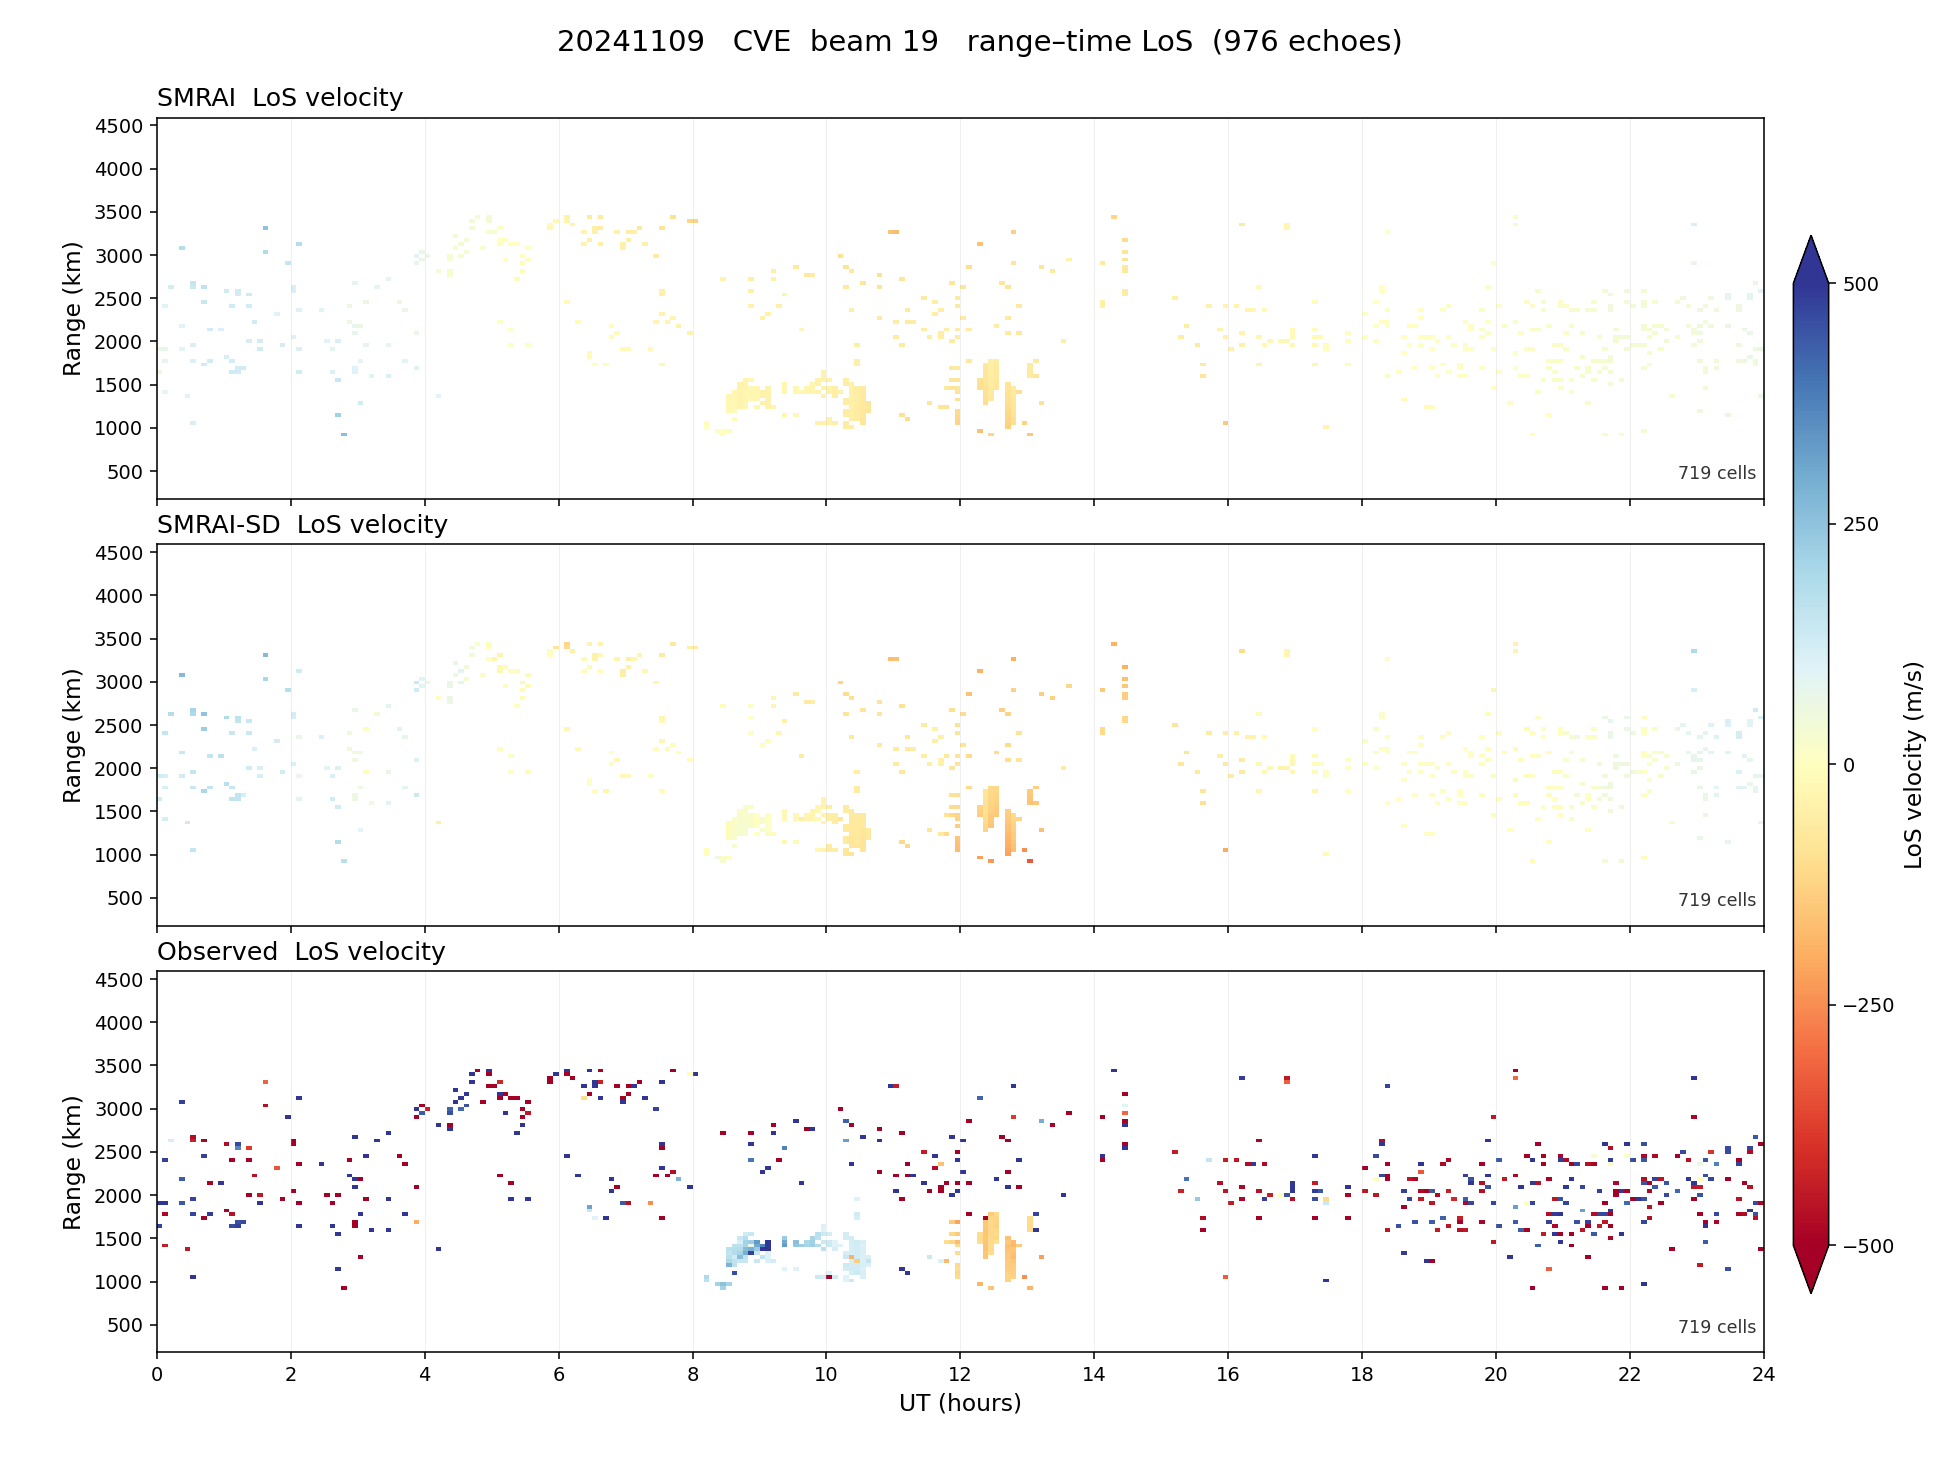 20241109   CVE  beam 19   range–time LoS  (976 echoes)
SMRAI  LoS velocity
4500
4000
3500
3000
2500
2000
1500
1000
500
Range (km)
719 cells
SMRAI-SD  LoS velocity
4500
4000
3500
3000
2500
2000
1500
1000
500
Range (km)
719 cells
Observed  LoS velocity
4500
4000
3500
3000
2500
2000
1500
1000
500
Range (km)
719 cells
0 2 4 6 8 10 12 14 16 18 20 22 24
UT (hours)
500
250
0
−250
−500
LoS velocity (m/s)